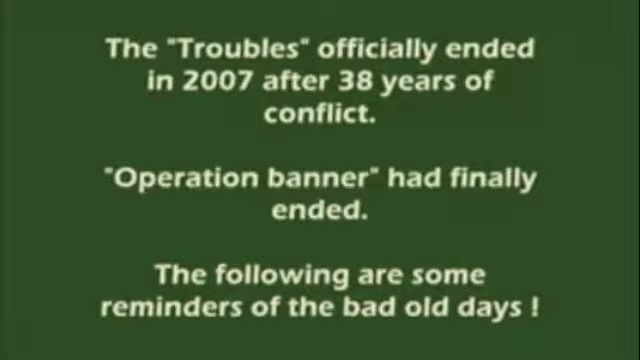 The "Troubles" officially ended
in 2007 after 38 years of
conflict.
"Operation banner" had finally
ended.
The following are some
reminders of the bad old days !